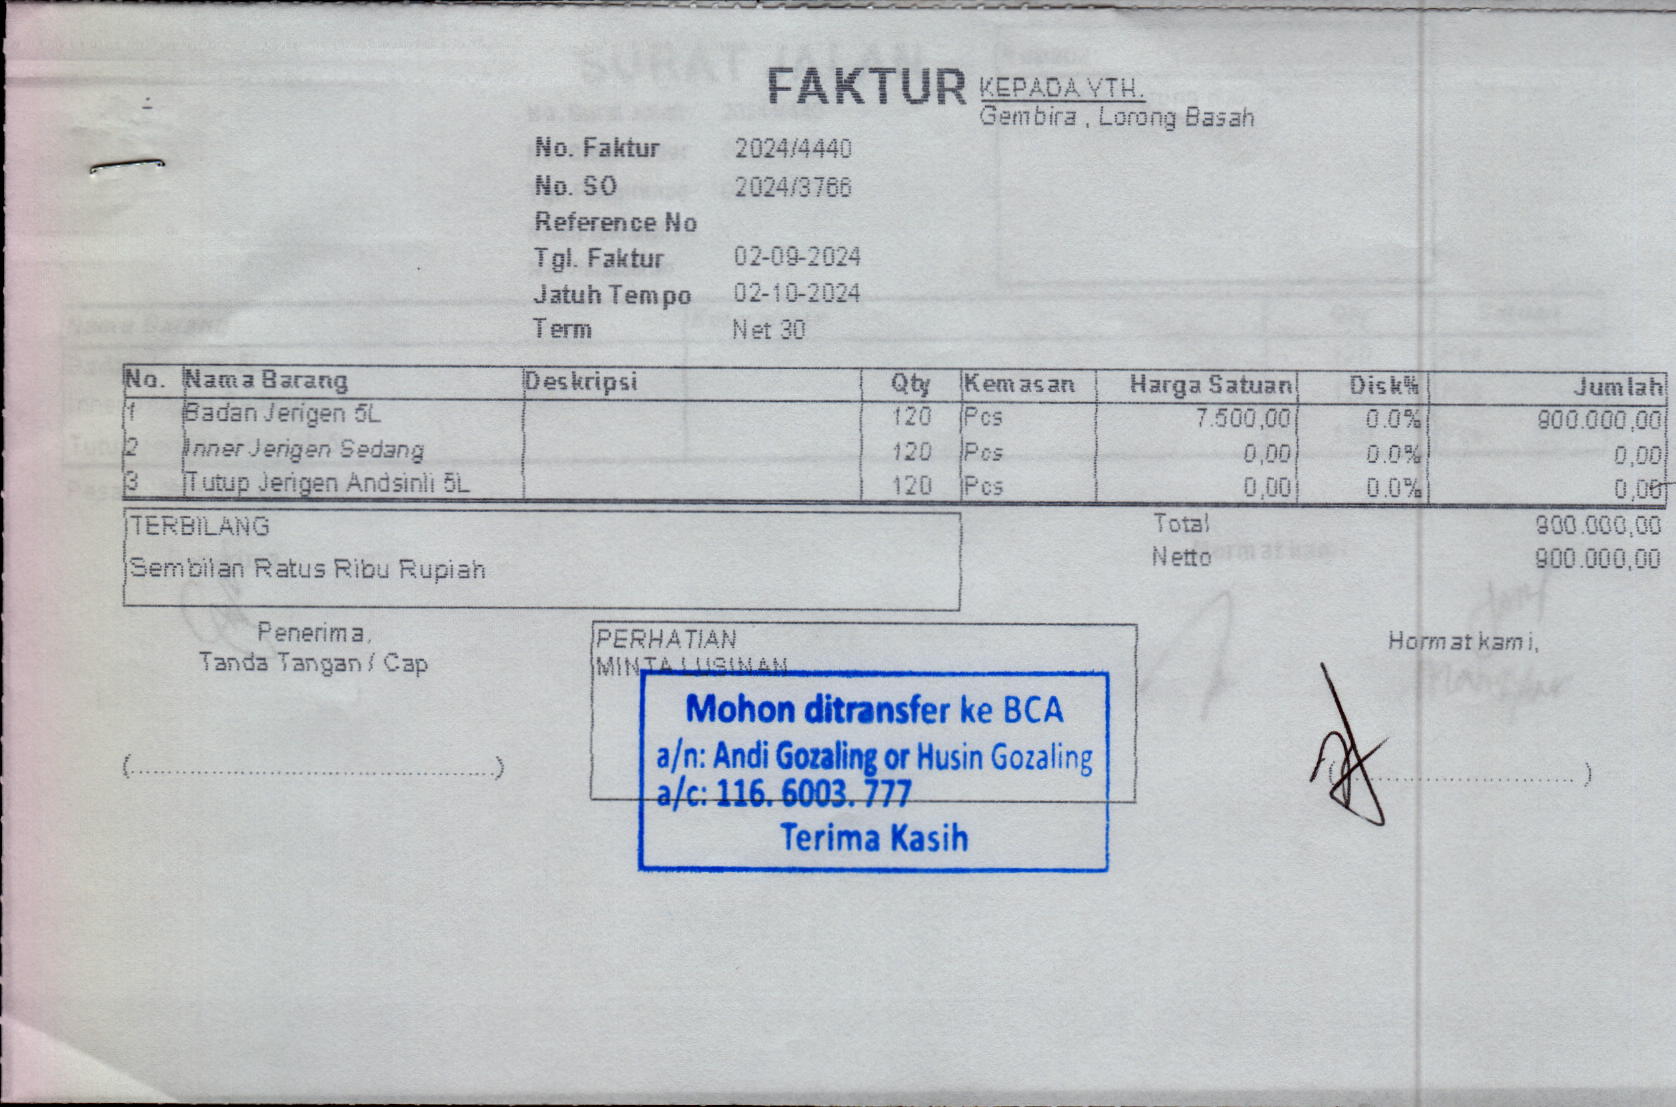 FAKTUR
KEPADA YTH.
Gembira , Lorong Basah
No. Faktur 2024/4440
No. SO 2024/3766
Reference No
Tgl. Faktur 02-09-2024
Jatuh Tempo 02-10-2024
Term Net 30
No. Nama Barang Deskripsi Qty Kemasan Harga Satuan Disk% Jumlah
1 Badan Jerigen 5L 120 Pcs 7.500,00 0.0% 900.000,00
2 Inner Jerigen Sedang 120 Pcs 0,00 0.0% 0,00
3 Tutup Jerigen Andsinli 5L 120 Pcs 0,00 0.0% 0,00
TERBILANG
Sembilan Ratus Ribu Rupiah
Total 900.000,00
Netto 900.000,00
Penerima,
Tanda Tangan / Cap
(............................................)
PERHATIAN
MINTA LUSINAN
Mohon ditransfer ke BCA
a/n: Andi Gozaling or Husin Gozaling
a/c: 116. 6003. 777
Terima Kasih
Hormat kami,
(.............................. )